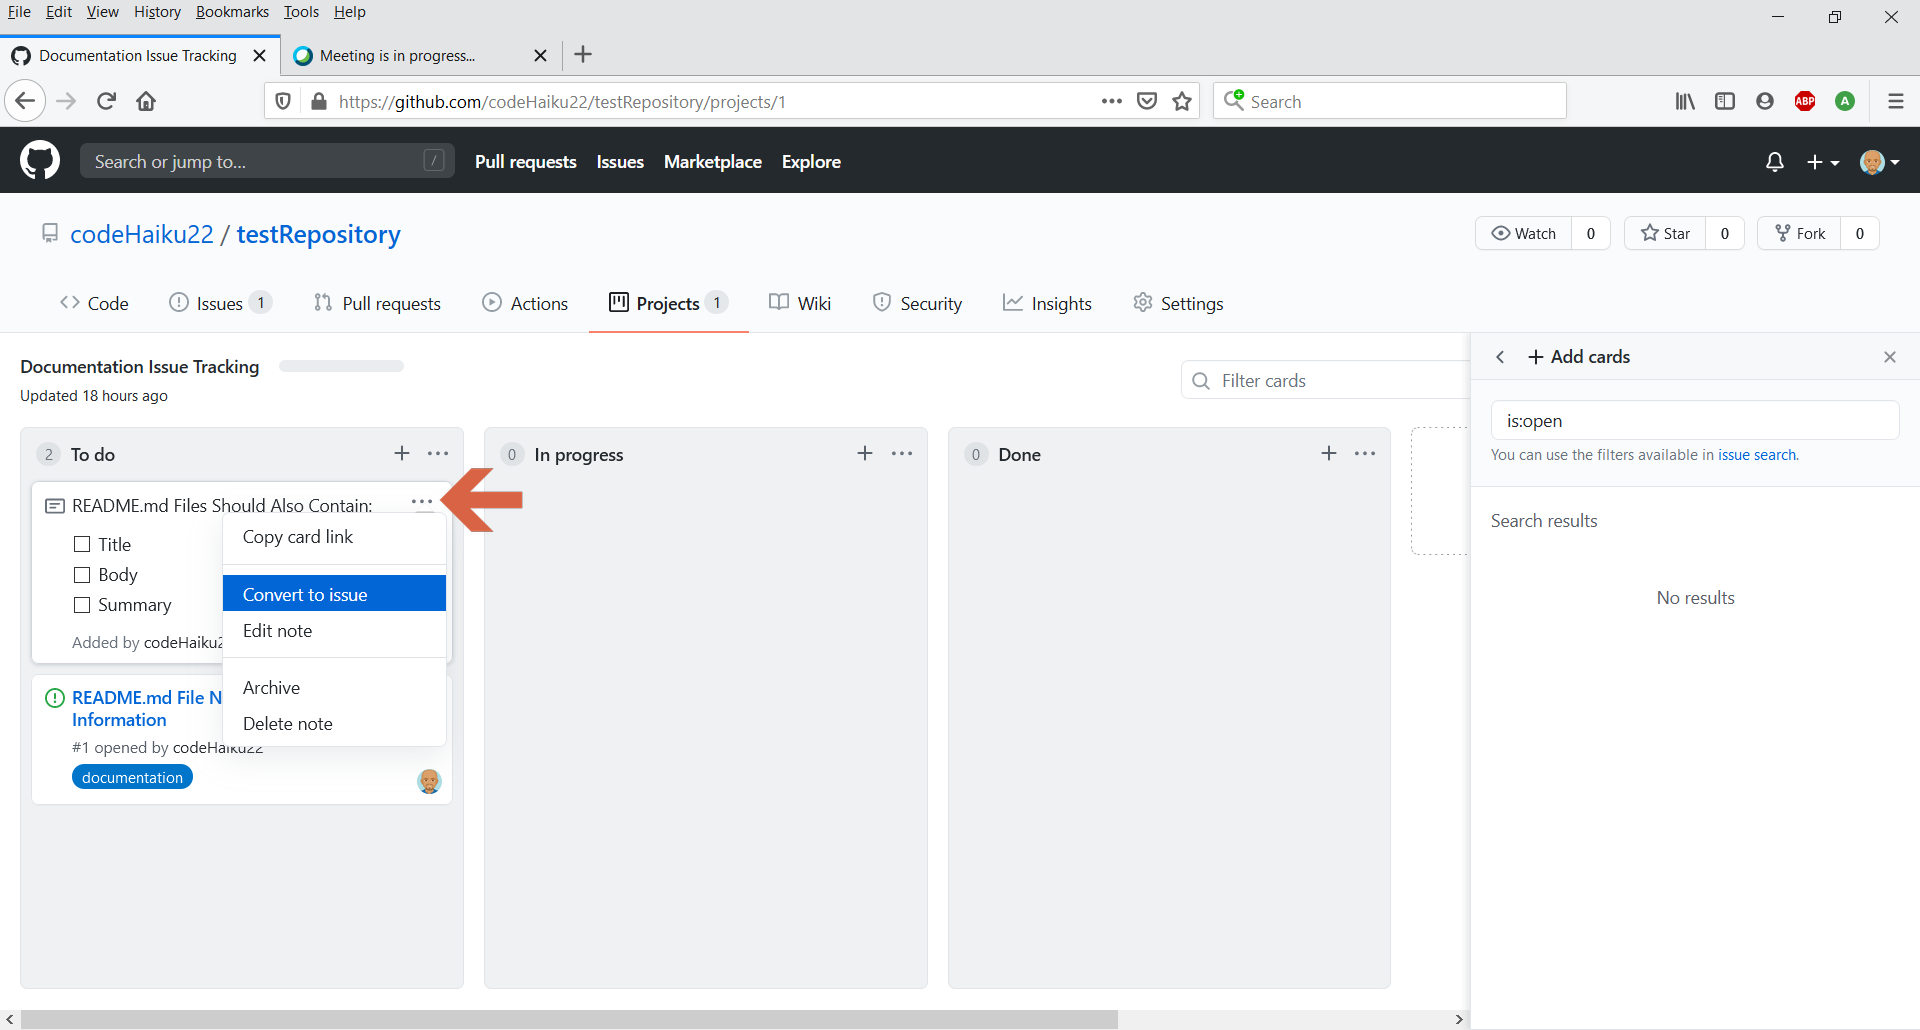 File Edit View History Bookmarks Tools Help
Documentation Issue Tracking
Meeting is in progress...
https://github.com/codeHaiku22/testRepository/projects/1
Search
ABP
A
Search or jump to...
/
Pull requests Issues Marketplace Explore
codeHaiku22 / testRepository
Watch 0
Star 0
Fork 0
Code
Issues 1
Pull requests
Actions
Projects 1
Wiki
Security
Insights
Settings
Documentation Issue Tracking
Updated 18 hours ago
Filter cards
2 To do
README.md Files Should Also Contain:
Title
Body
Summary
Added by codeHaiku2
Copy card link
Convert to issue
Edit note
Archive
Delete note
README.md File N
Information
#1 opened by codeHaiku22
documentation
0 In progress
0 Done
Add cards
is:open
You can use the filters available in issue search.
Search results
No results